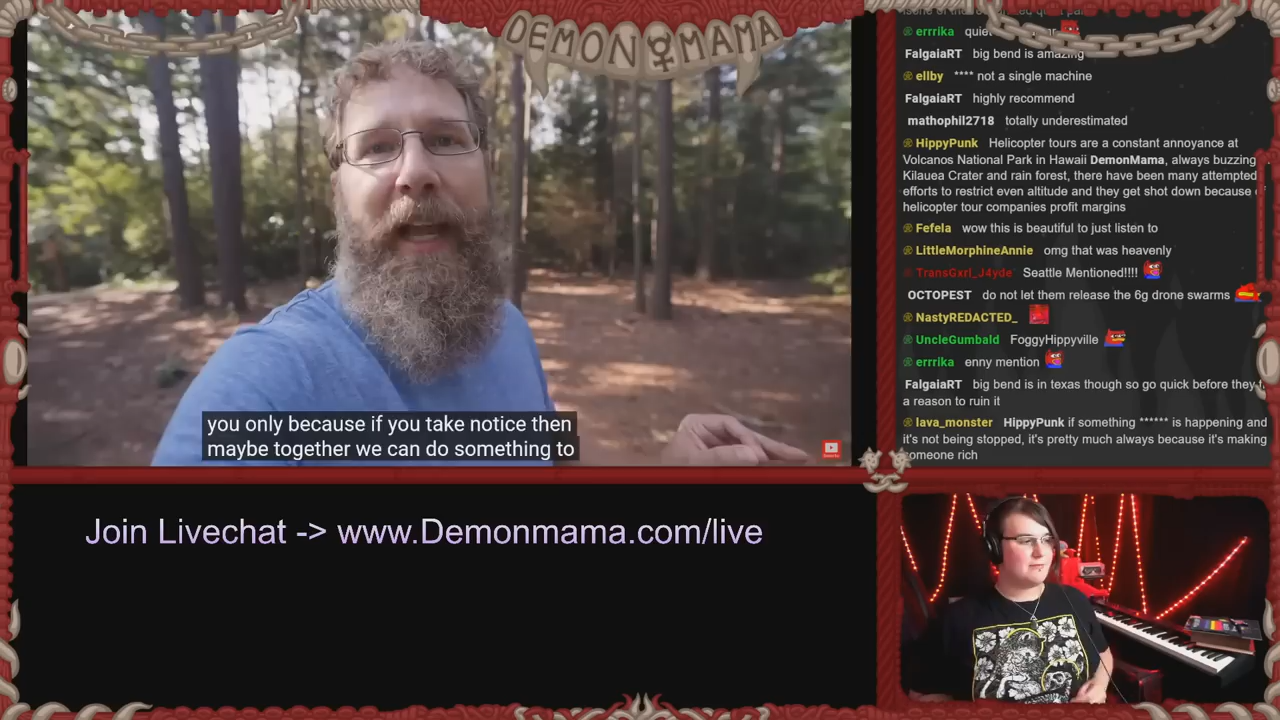 DEMON MAMA
errrika quiet
FalgaiaRT big bend is amazing
ellby **** not a single machine
FalgaiaRT highly recommend
mathophil2718 totally underestimated
HippyPunk Helicopter tours are a constant annoyance at
Volcanos National Park in Hawaii DemonMama, always buzzing
Kilauea Crater and rain forest, there have been many attempted
efforts to restrict even altitude and they get shot down because
helicopter tour companies profit margins
Fefela wow this is beautiful to just listen to
LittleMorphineAnnie omg that was heavenly
TransGxrl_J4yde Seattle Mentioned!!!!
OCTOPEST do not let them release the 6g drone swarms
NastyREDACTED_
UncleGumbald FoggyHippyville
errrika enny mention
FalgaiaRT big bend is in texas though so go quick before they
a reason to ruin it
lava_monster HippyPunk if something ****** is happening and
it's not being stopped, it's pretty much always because it's making
someone rich
you only because if you take notice then
maybe together we can do something to
Join Livechat -> www.Demonmama.com/live